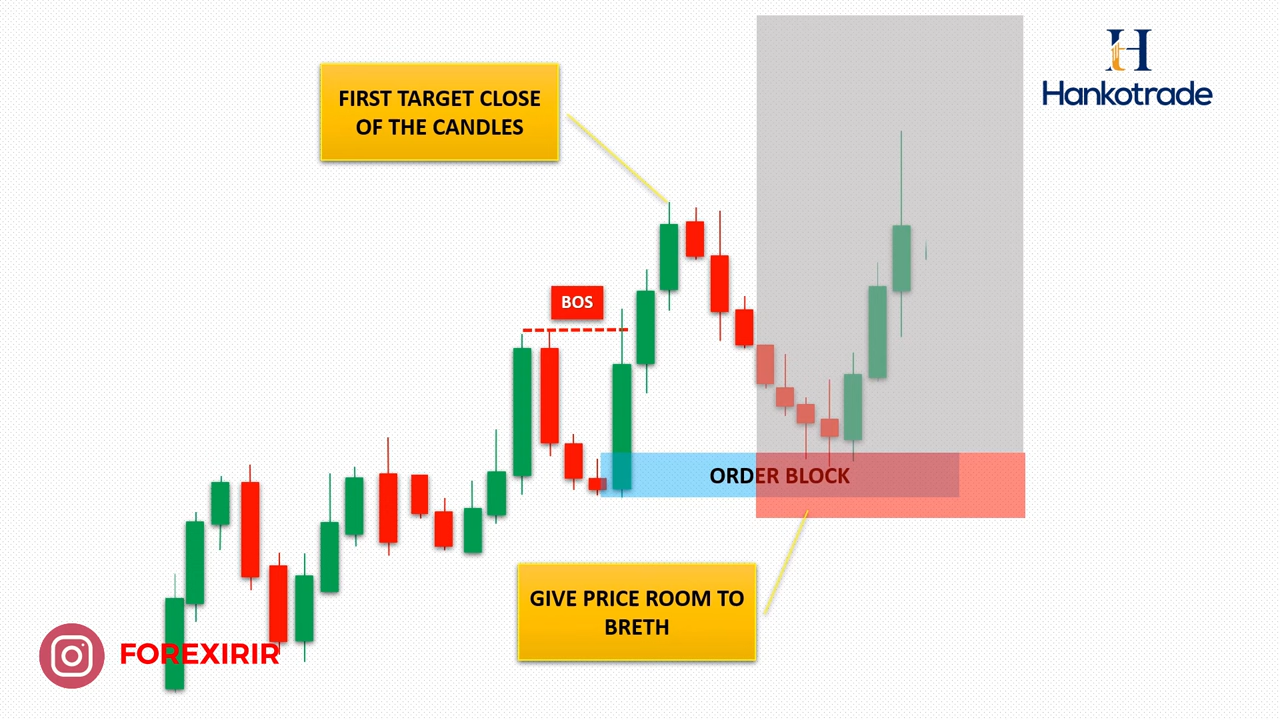 Hankotrade
FIRST TARGET CLOSE
OF THE CANDLES
BOS
ORDER BLOCK
GIVE PRICE ROOM TO
BRETH
FOREXIRIR